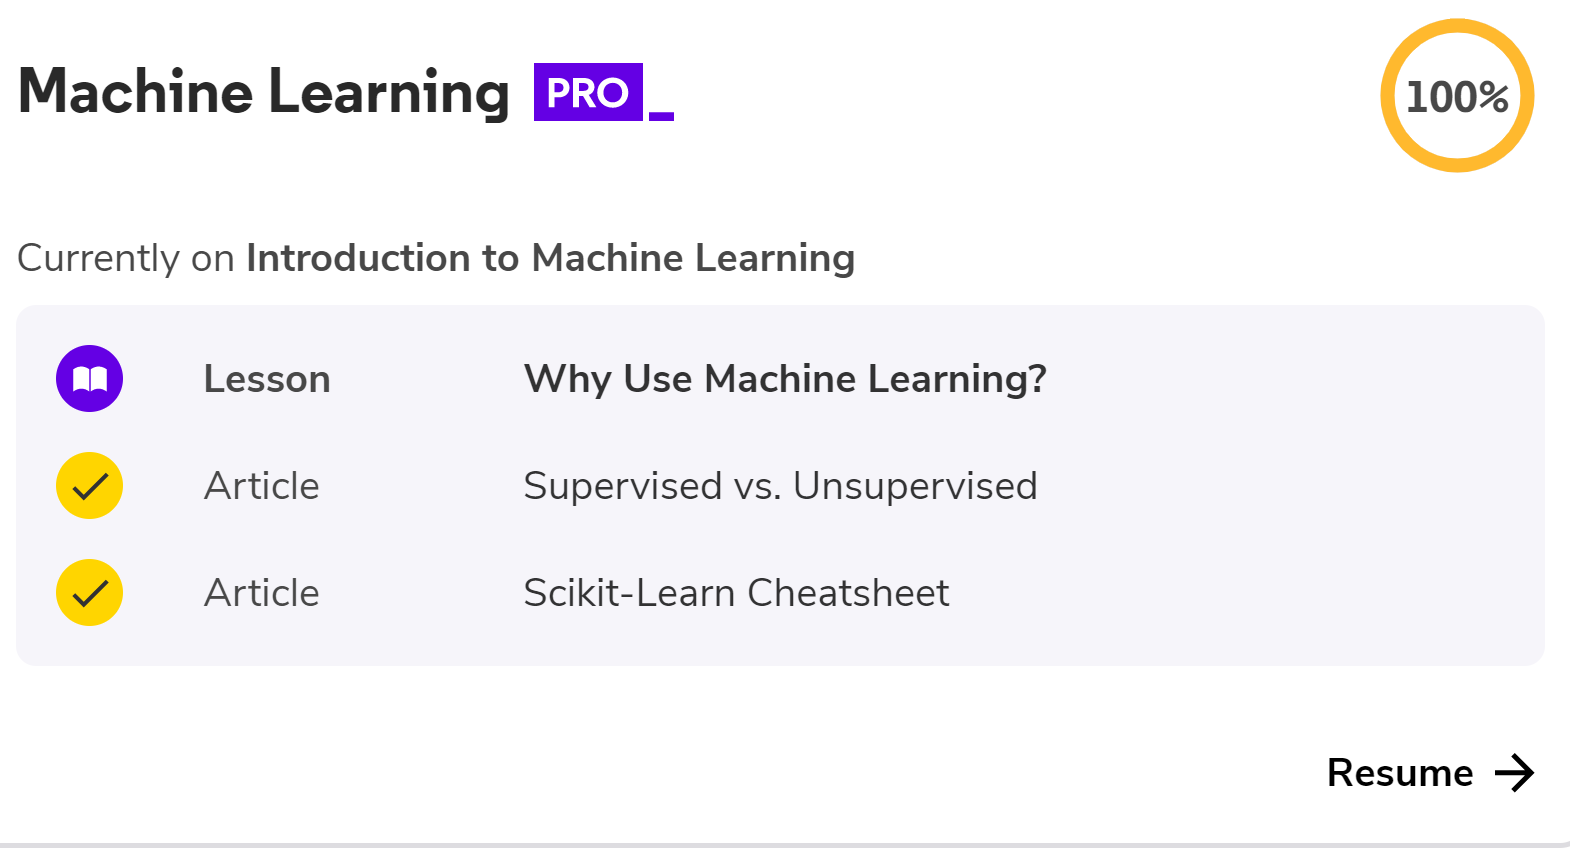 Machine Learning PRO_
100%
Currently on Introduction to Machine Learning
Lesson Why Use Machine Learning?
Article Supervised vs. Unsupervised
Article Scikit-Learn Cheatsheet
Resume →